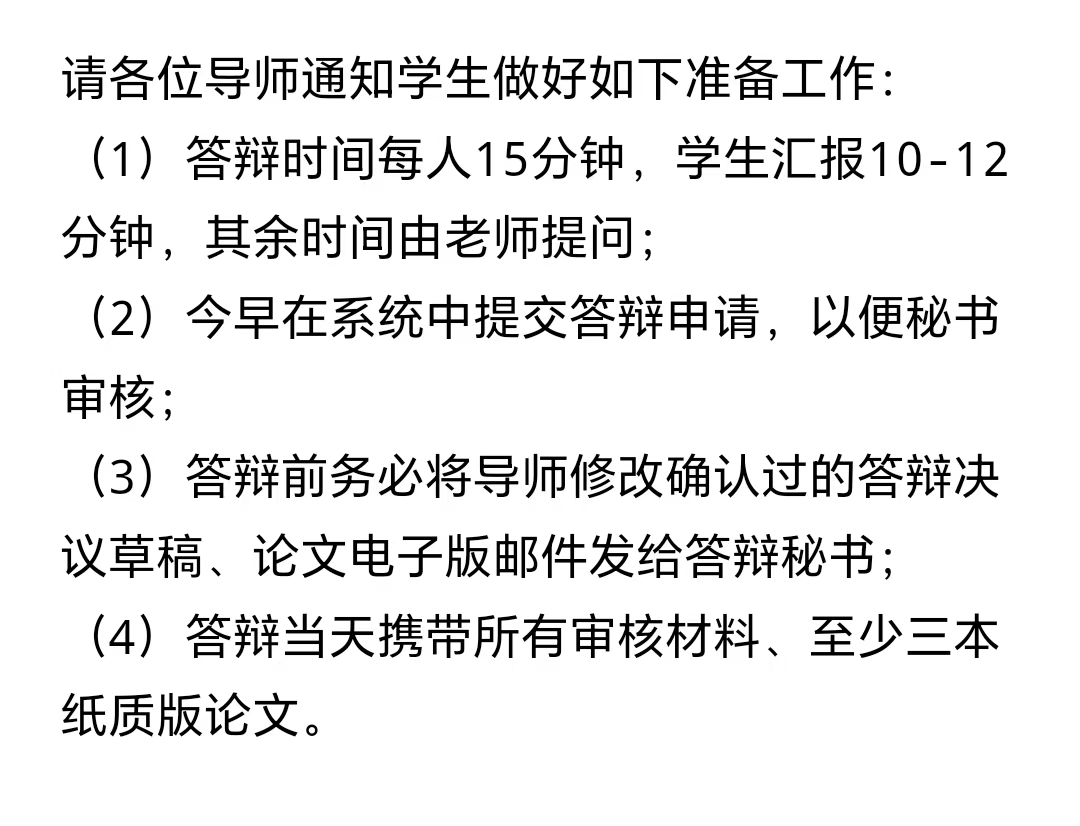 请各位导师通知学生做好如下准备工作：
（1）答辩时间每人15分钟，学生汇报10-12
分钟，其余时间由老师提问；
（2）今早在系统中提交答辩申请，以便秘书
审核；
（3）答辩前务必将导师修改确认过的答辩决
议草稿、论文电子版邮件发给答辩秘书；
（4）答辩当天携带所有审核材料、至少三本
纸质版论文。